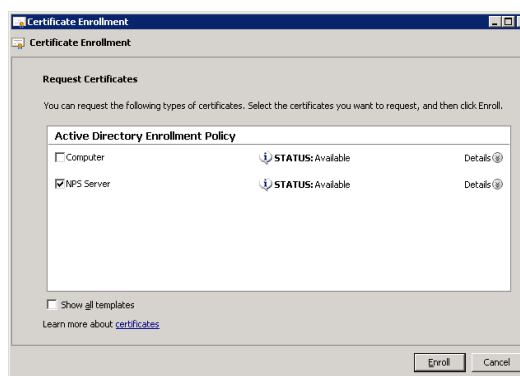 Certificate Enrollment
Certificate Enrollment
Request Certificates
You can request the following types of certificates. Select the certificates you want to request, and then click Enroll.
Active Directory Enrollment Policy
Computer STATUS: Available Details
NPS Server STATUS: Available Details
Show all templates
Learn more about certificates
Enroll Cancel